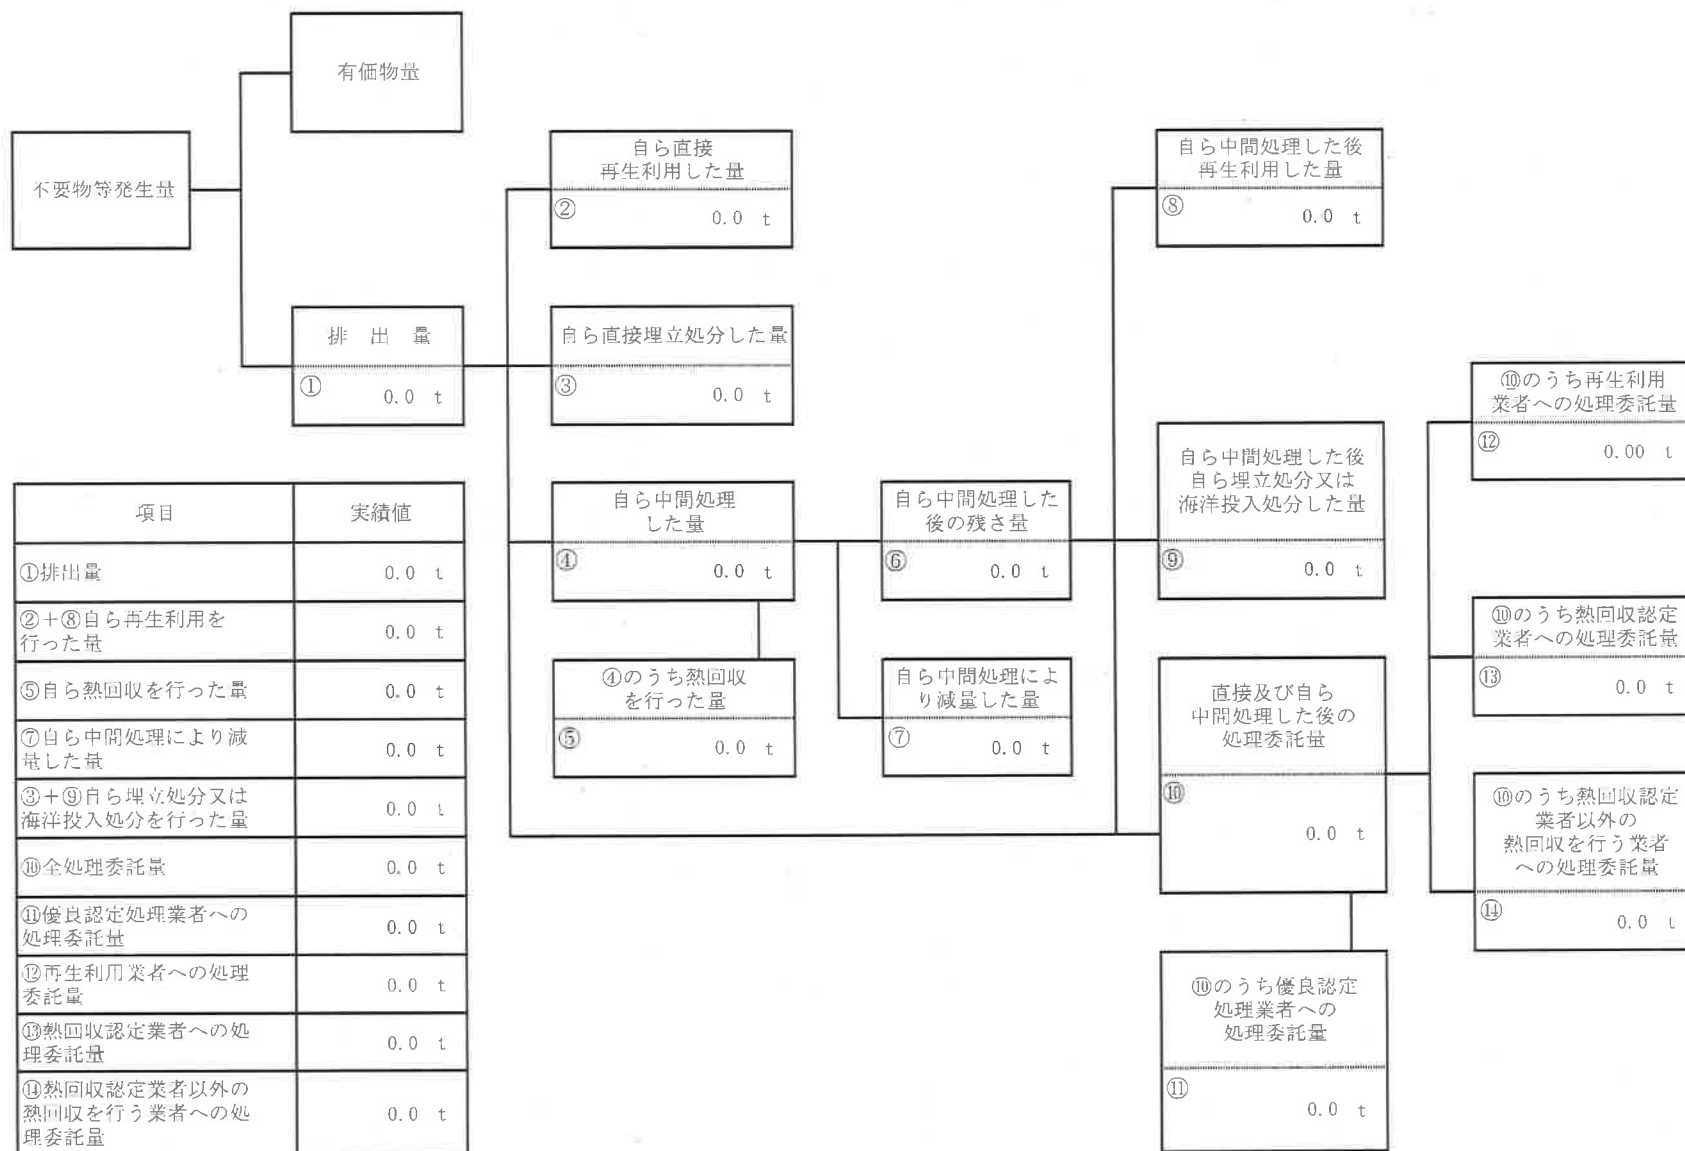 有価物量
不要物等発生量
自ら直接
再生利用した量
②
0.0 t
自ら中間処理した後
再生利用した量
⑧
0.0 t
排 出 量
①
0.0 t
自ら直接埋立処分した量
③
0.0 t
⑩のうち再生利用
業者への処理委託量
⑫
0.00 t
自ら中間処理
した量
④
0.0 t
自ら中間処理した
後の残さ量
⑥
0.0 t
自ら中間処理した後
自ら埋立処分又は
海洋投入処分した量
⑨
0.0 t
④のうち熱回収
を行った量
⑤
0.0 t
自ら中間処理によ
り減量した量
⑦
0.0 t
直接及び自ら
中間処理した後の
処理委託量
⑩
0.0 t
⑩のうち熱回収認定
業者への処理委託量
⑬
0.0 t
⑩のうち熱回収認定
業者以外の
熱回収を行う業者
への処理委託量
⑭
0.0 t
⑩のうち優良認定
処理業者への
処理委託量
⑪
0.0 t
項目 実績値
①排出量 0.0 t
②+⑧自ら再生利用を
行った量 0.0 t
⑤自ら熱回収を行った量 0.0 t
⑦自ら中間処理により減
量した量 0.0 t
③+⑨自ら埋立処分又は
海洋投入処分を行った量 0.0 t
⑩全処理委託量 0.0 t
⑪優良認定処理業者への
処理委託量 0.0 t
⑫再生利用業者への処理
委託量 0.0 t
⑬熱回収認定業者への処
理委託量 0.0 t
⑭熱回収認定業者以外の
熱回収を行う業者への処
理委託量 0.0 t